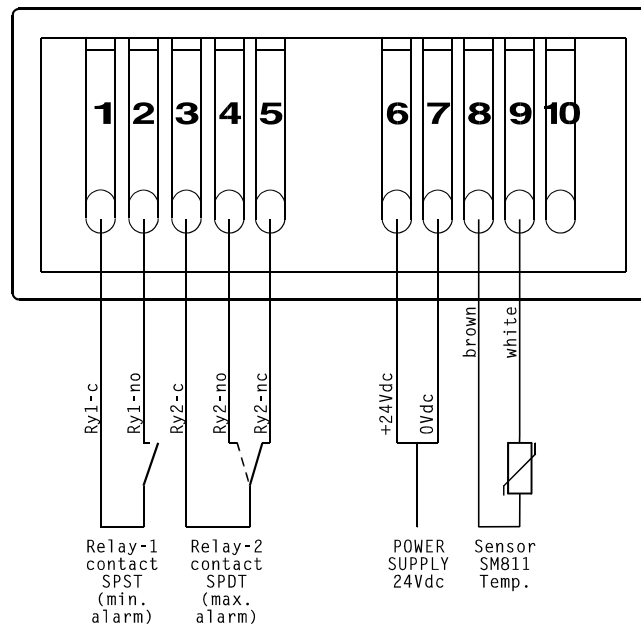 1 2 3 4 5 6 7 8 9 10
brown
white
Ry1-c
Ry1-no
Ry2-c
Ry2-no
Ry2-nc
+24Vdc
0Vdc
Relay-1
contact
SPST
(min.
alarm)
Relay-2
contact
SPDT
(max.
alarm)
POWER
SUPPLY
24Vdc
Sensor
SM811
Temp.